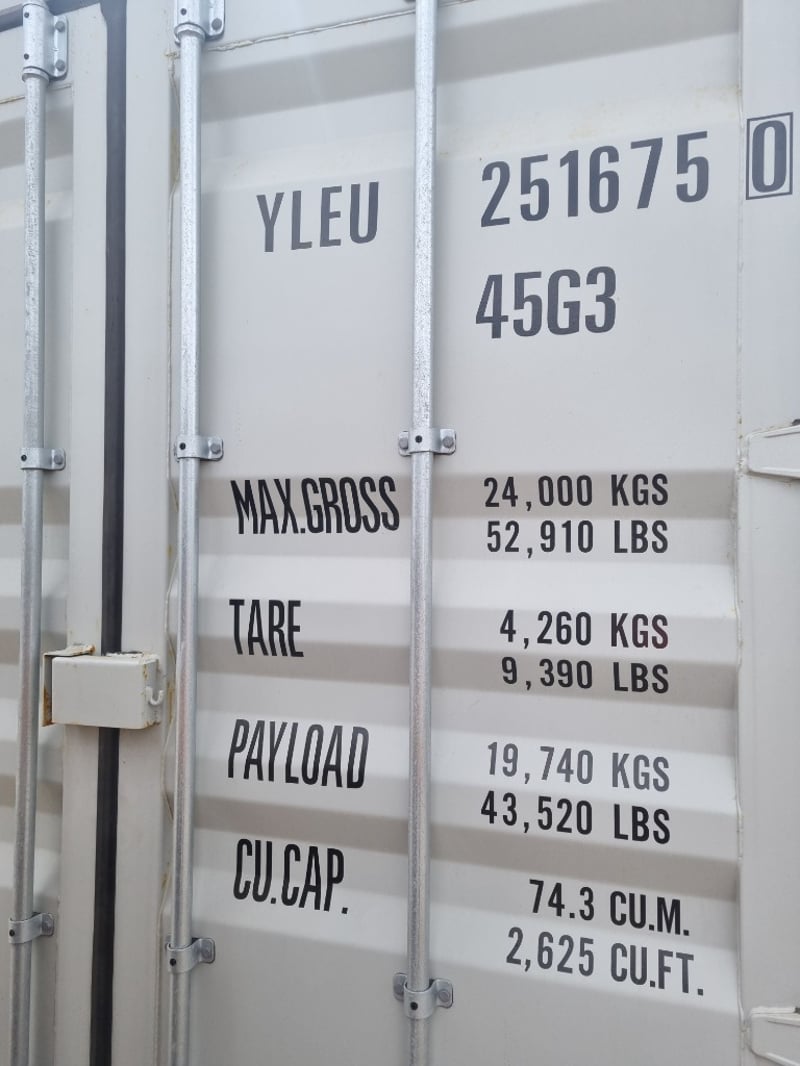 YLEU 251675 0
45G3
MAX.GROSS 24,000 KGS
52,910 LBS
TARE 4,260 KGS
9,390 LBS
PAYLOAD 19,740 KGS
43,520 LBS
CU.CAP. 74.3 CU.M.
2,625 CU.FT.